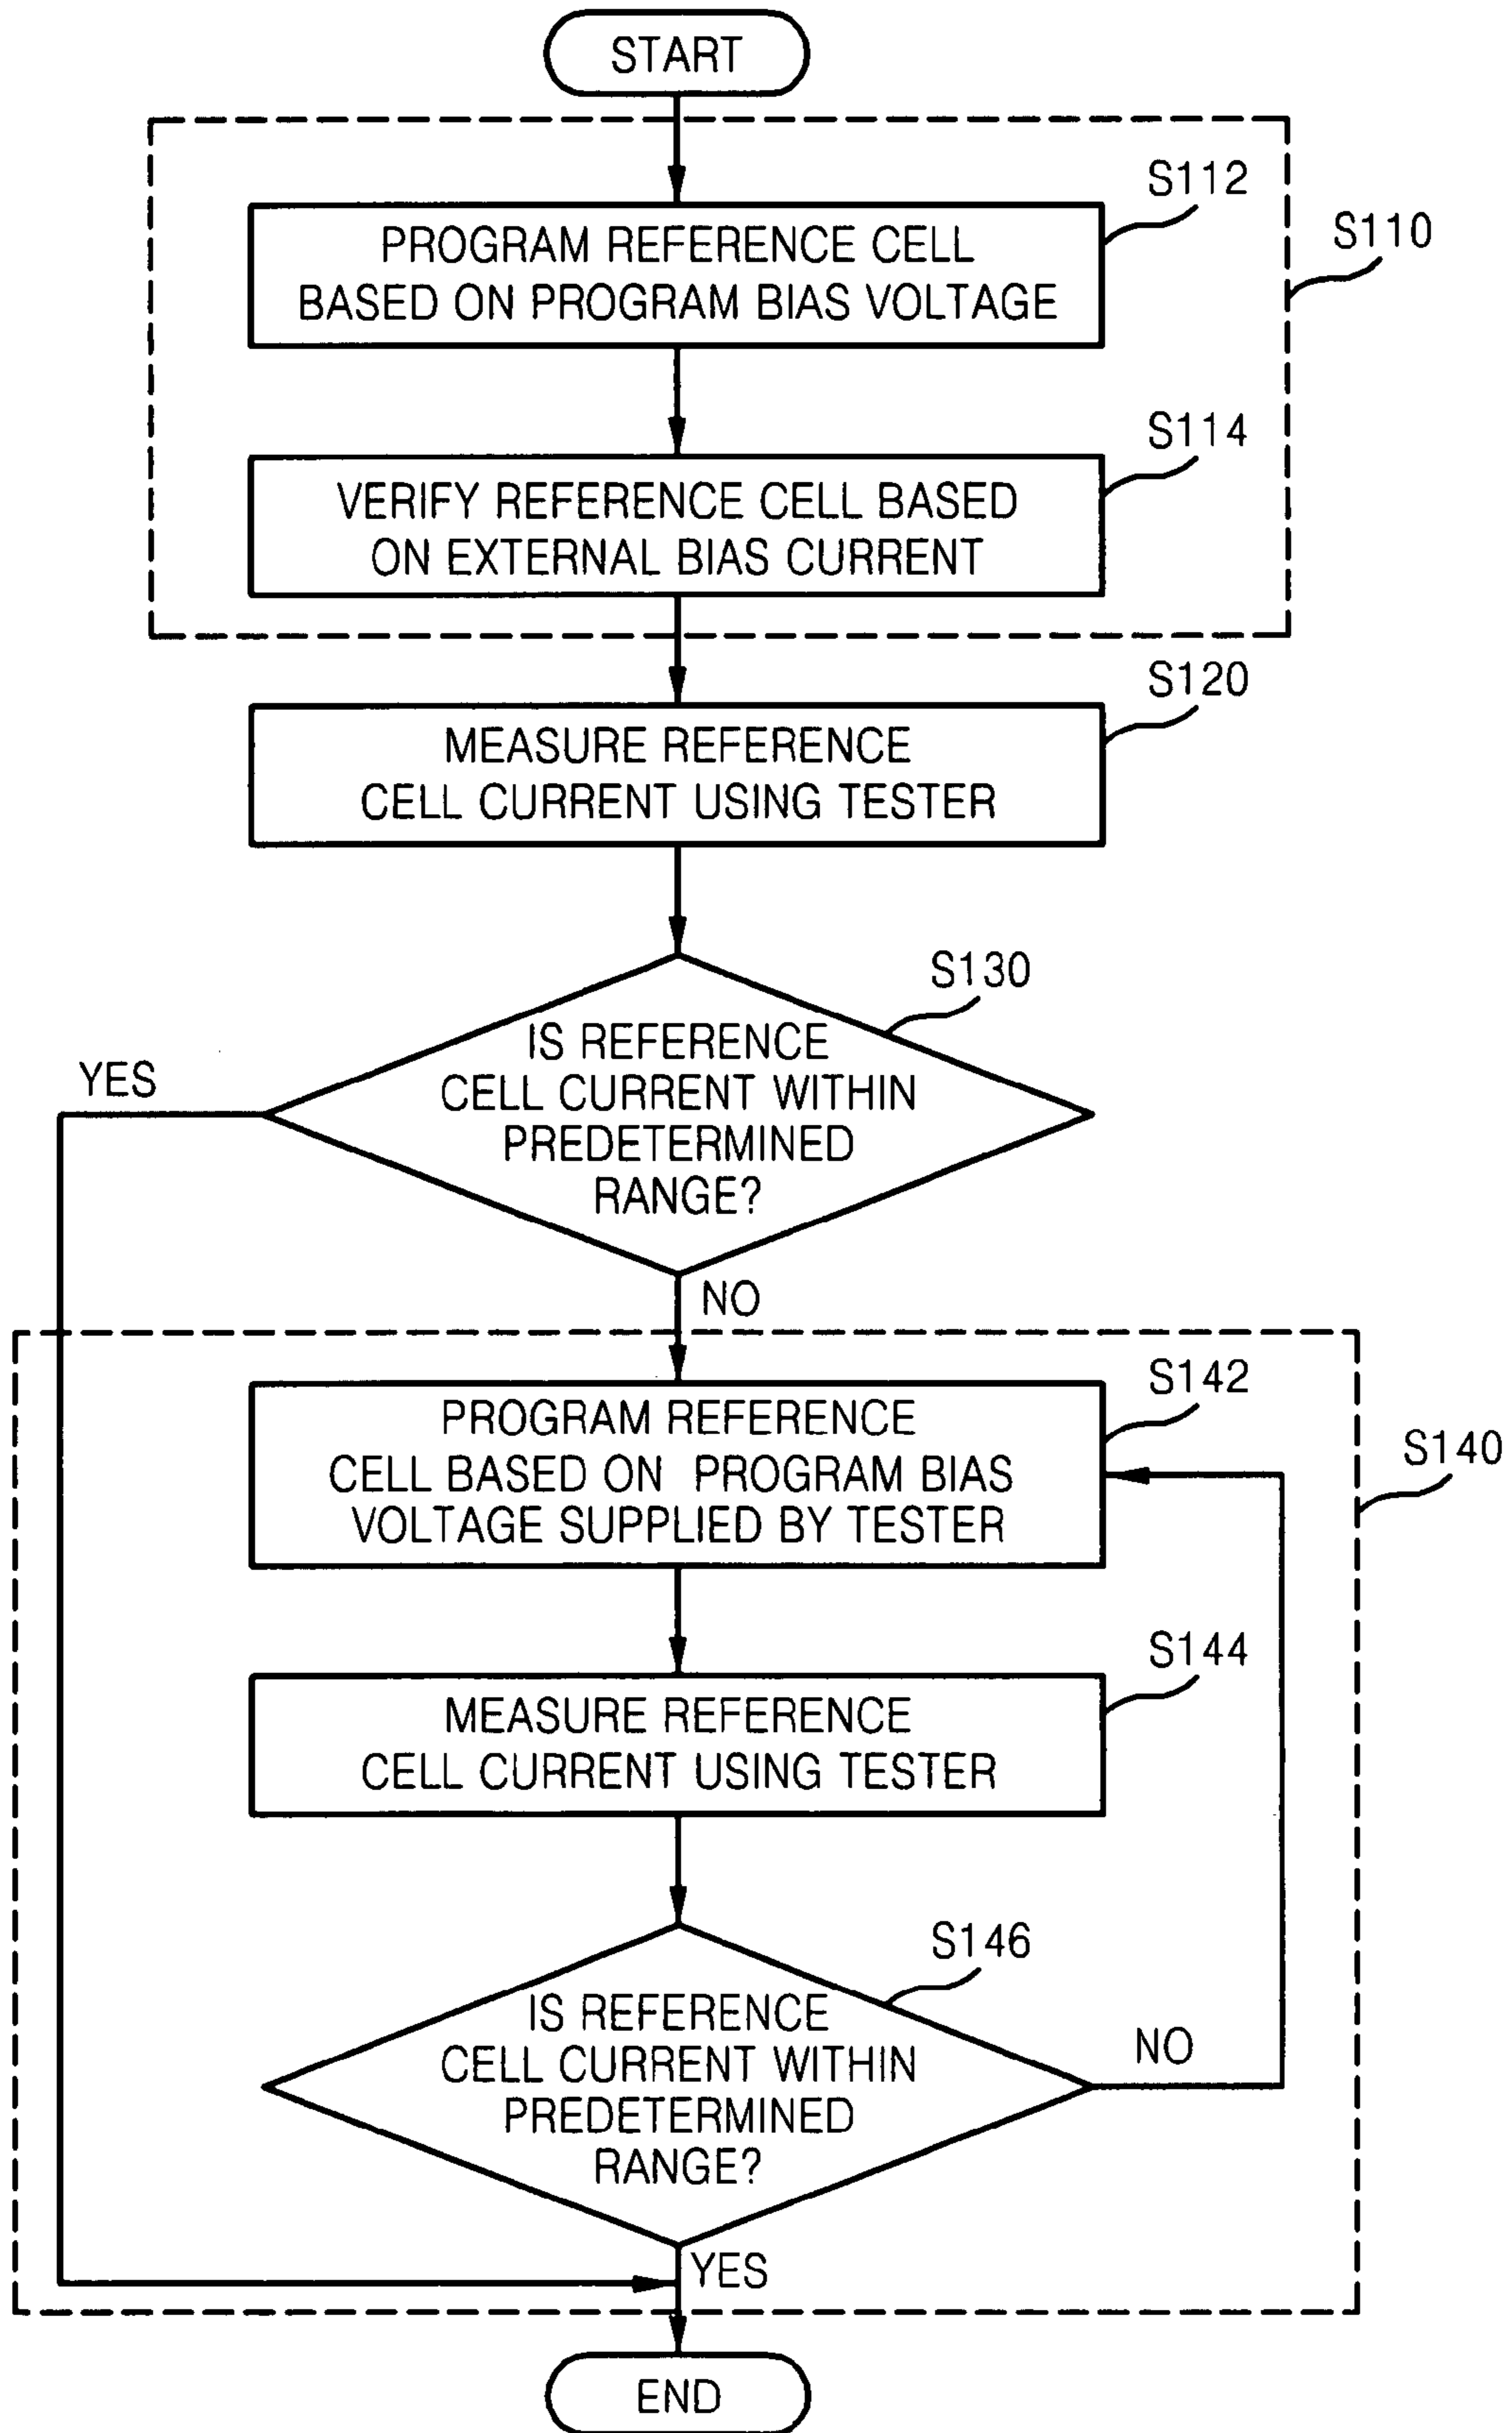 START
S112
PROGRAM REFERENCE CELL
BASED ON PROGRAM BIAS VOLTAGE
S110
S114
VERIFY REFERENCE CELL BASED
ON EXTERNAL BIAS CURRENT
S120
MEASURE REFERENCE
CELL CURRENT USING TESTER
S130
IS REFERENCE
CELL CURRENT WITHIN
PREDETERMINED
RANGE?
YES
NO
S142
PROGRAM REFERENCE
CELL BASED ON PROGRAM BIAS
VOLTAGE SUPPLIED BY TESTER
S140
S144
MEASURE REFERENCE
CELL CURRENT USING TESTER
S146
IS REFERENCE
CELL CURRENT WITHIN
PREDETERMINED
RANGE?
NO
YES
END